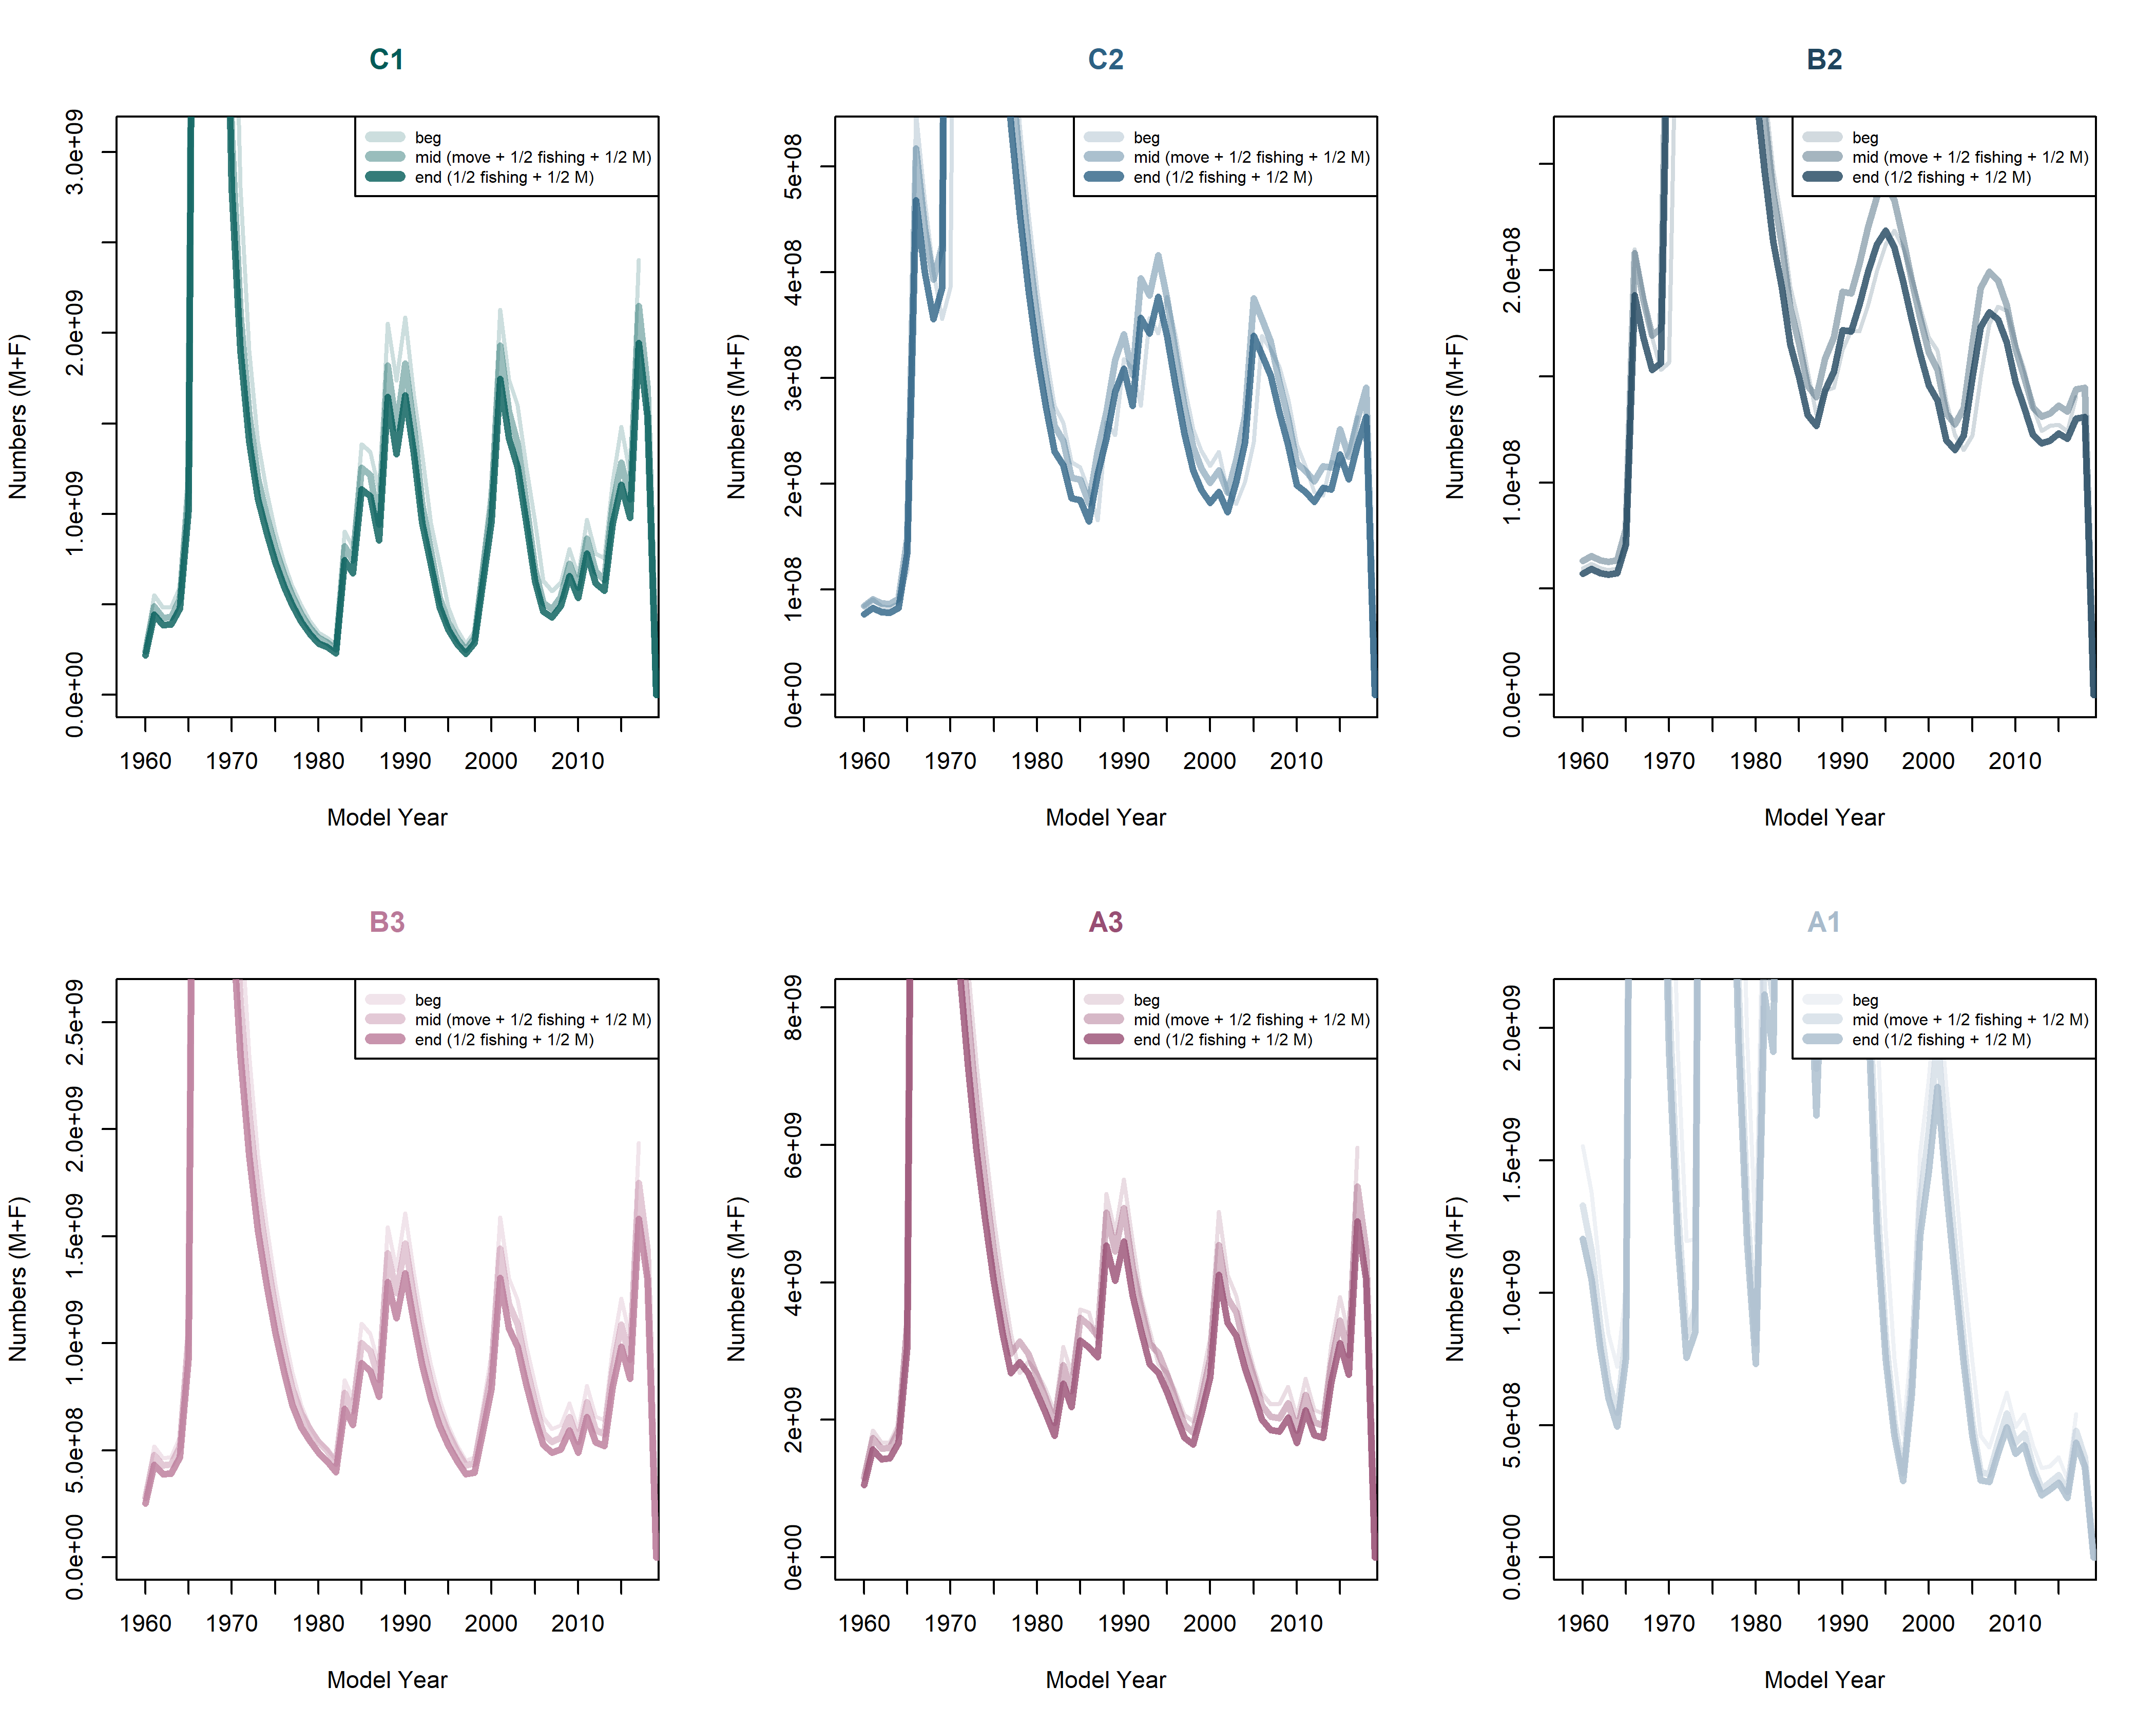 C1
3.0e+09
2.0e+09
1.0e+09
0.0e+00
Numbers (M+F)
beg
mid (move + 1/2 fishing + 1/2 M)
end (1/2 fishing + 1/2 M)
1960 1970 1980 1990 2000 2010
Model Year
C2
5e+08
4e+08
3e+08
2e+08
1e+08
0e+00
Numbers (M+F)
beg
mid (move + 1/2 fishing + 1/2 M)
end (1/2 fishing + 1/2 M)
1960 1970 1980 1990 2000 2010
Model Year
B2
2.0e+08
1.0e+08
0.0e+00
Numbers (M+F)
beg
mid (move + 1/2 fishing + 1/2 M)
end (1/2 fishing + 1/2 M)
1960 1970 1980 1990 2000 2010
Model Year
B3
2.5e+09
2.0e+09
1.5e+09
1.0e+09
5.0e+08
0.0e+00
Numbers (M+F)
beg
mid (move + 1/2 fishing + 1/2 M)
end (1/2 fishing + 1/2 M)
1960 1970 1980 1990 2000 2010
Model Year
A3
8e+09
6e+09
4e+09
2e+09
0e+00
Numbers (M+F)
beg
mid (move + 1/2 fishing + 1/2 M)
end (1/2 fishing + 1/2 M)
1960 1970 1980 1990 2000 2010
Model Year
A1
2.0e+09
1.5e+09
1.0e+09
5.0e+08
0.0e+00
Numbers (M+F)
beg
mid (move + 1/2 fishing + 1/2 M)
end (1/2 fishing + 1/2 M)
1960 1970 1980 1990 2000 2010
Model Year